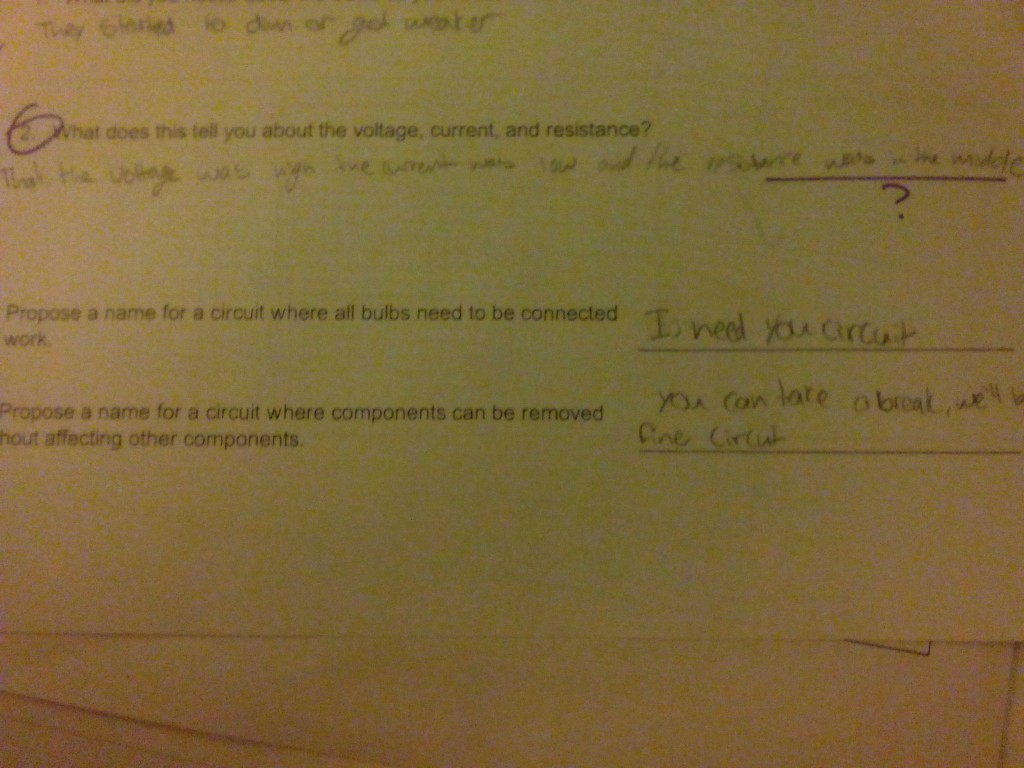 They started to dim or got weaker
2. What does this tell you about the voltage, current, and resistance?
That the voltage was high the current was low and the resistance was in the middle
?
Propose a name for a circuit where all bulbs need to be connected
work.
I need you circuit
Propose a name for a circuit where components can be removed
hout affecting other components.
you can take a break, we'll b
fine circut